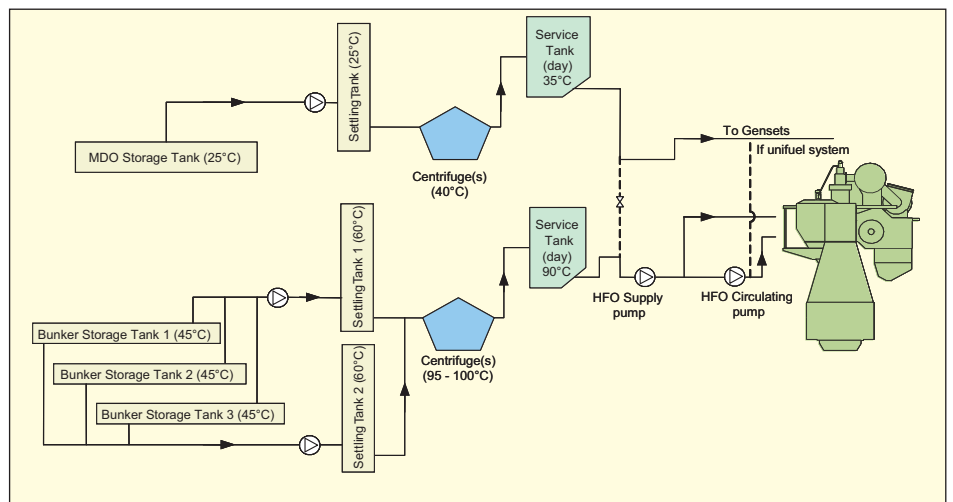 Service
Tank
(day)
35°C
Settling Tank (25°C)
MDO Storage Tank (25°C)
Centrifuge(s)
(40°C)
To Gensets
If unifuel system
Settling Tank 1 (60°C)
Service
Tank
(day)
90°C
HFO Supply
pump
HFO Circulating
pump
Bunker Storage Tank 1 (45°C)
Bunker Storage Tank 2 (45°C)
Bunker Storage Tank 3 (45°C)
Settling Tank 2 (60°C)
Centrifuge(s)
(95 - 100°C)